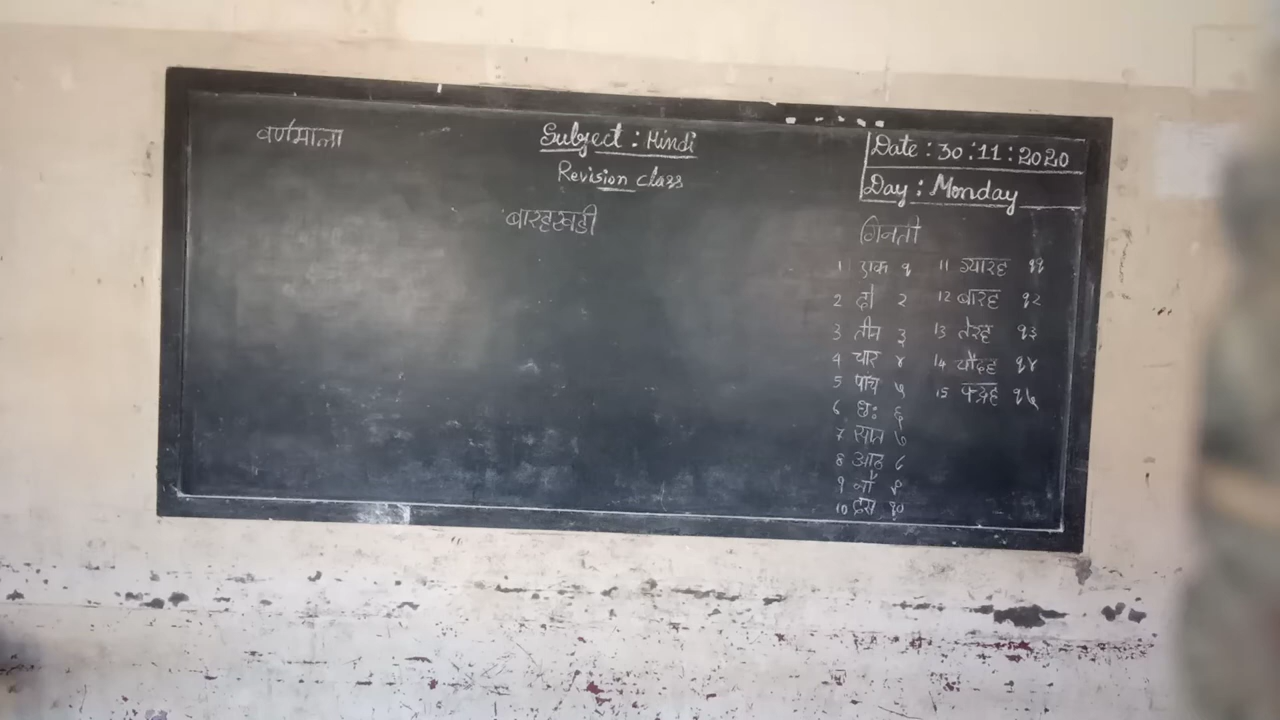 वर्णमाला
Subject : Hindi
Revision class
Date : 30:11:2020
Day : Monday
बारहखडी
गिनती
1 एक १ 11 ग्यारह ११
2 दो २ 12 बारह १२
3 तीन ३ 13 तेरह १३
4 चार ४ 14 चौदह १४
5 पाँच ५ 15 १५
6 छः ६
7 सात ७
8 आठ ८
9 नौ ९
10 दस १०